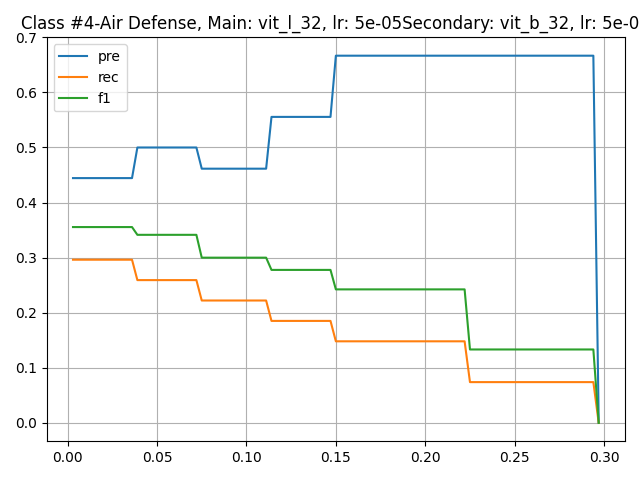 Class #4-Air Defense, Main: vit_l_32, lr: 5e-05Secondary: vit_b_32, lr: 5e-0
pre
rec
f1
0.7
0.6
0.5
0.4
0.3
0.2
0.1
0.0
0.00 0.05 0.10 0.15 0.20 0.25 0.30